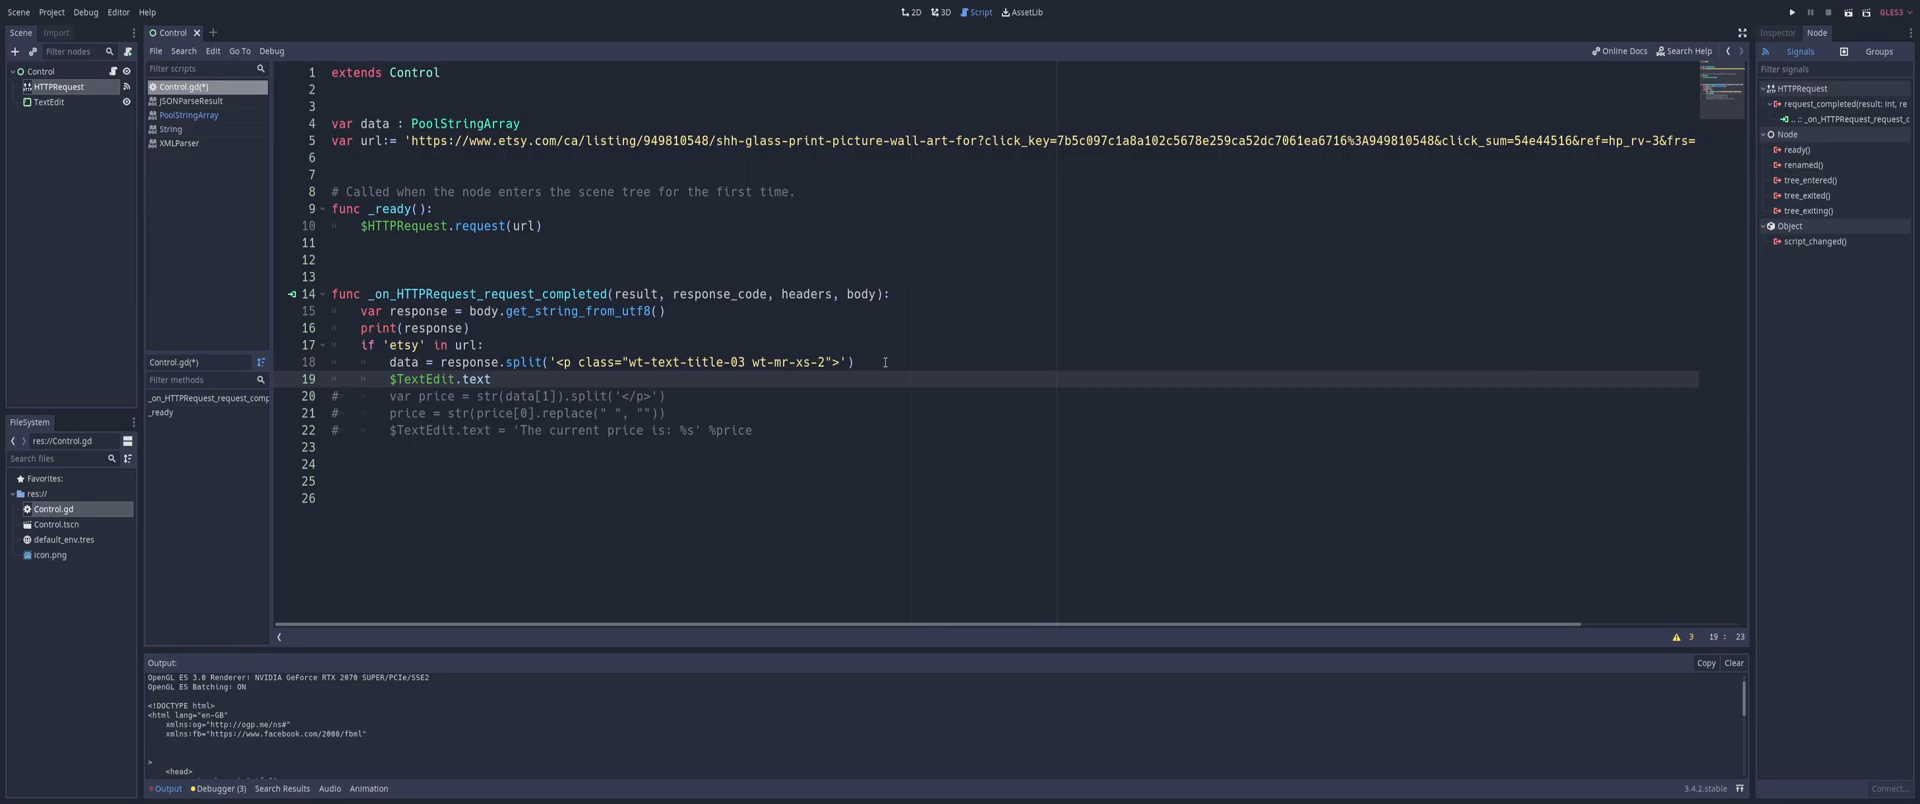 Scene Project Debug Editor Help
2D 3D Script AssetLib
GLES3
Scene Import
Filter nodes
Control
HTTPRequest
TextEdit
FileSystem
res://Control.gd
Search files
Favorites:
res://
Control.gd
Control.tscn
default_env.tres
icon.png
Control
File Search Edit Go To Debug
Online Docs Search Help
Filter scripts
Control.gd(*)
JSONParseResult
PoolStringArray
String
XMLParser
Control.gd(*)
Filter methods
_on_HTTPRequest_request_comp
_ready
1 extends Control
2
3
4 var data : PoolStringArray
5 var url:= 'https://www.etsy.com/ca/listing/949810548/shh-glass-print-picture-wall-art-for?click_key=7b5c097c1a8a102c5678e259ca52dc7061ea6716%3A949810548&click_sum=54e44516&ref=hp_rv-3&frs=
6
7
8 # Called when the node enters the scene tree for the first time.
9 func _ready():
10 $HTTPRequest.request(url)
11
12
13
14 func _on_HTTPRequest_request_completed(result, response_code, headers, body):
15 var response = body.get_string_from_utf8()
16 print(response)
17 if 'etsy' in url:
18 data = response.split('<p class="wt-text-title-03 wt-mr-xs-2">')
19 $TextEdit.text
20 # var price = str(data[1]).split('</p>')
21 # price = str(price[0].replace(" ", ""))
22 # $TextEdit.text = 'The current price is: %s' %price
23
24
25
26
3 19 : 23
Output:
Copy Clear
OpenGL ES 3.0 Renderer: NVIDIA GeForce RTX 2070 SUPER/PCIe/SSE2
OpenGL ES Batching: ON
<!DOCTYPE html>
<html lang="en-GB"
xmlns:og="http://ogp.me/ns#"
xmlns:fb="https://www.facebook.com/2008/fbml"
>
<head>
Output Debugger (3) Search Results Audio Animation
3.4.2.stable
Inspector Node
Signals Groups
Filter signals
HTTPRequest
request_completed(result: int, re
.. :: _on_HTTPRequest_request_c
Node
ready()
renamed()
tree_entered()
tree_exited()
tree_exiting()
Object
script_changed()
Connect...